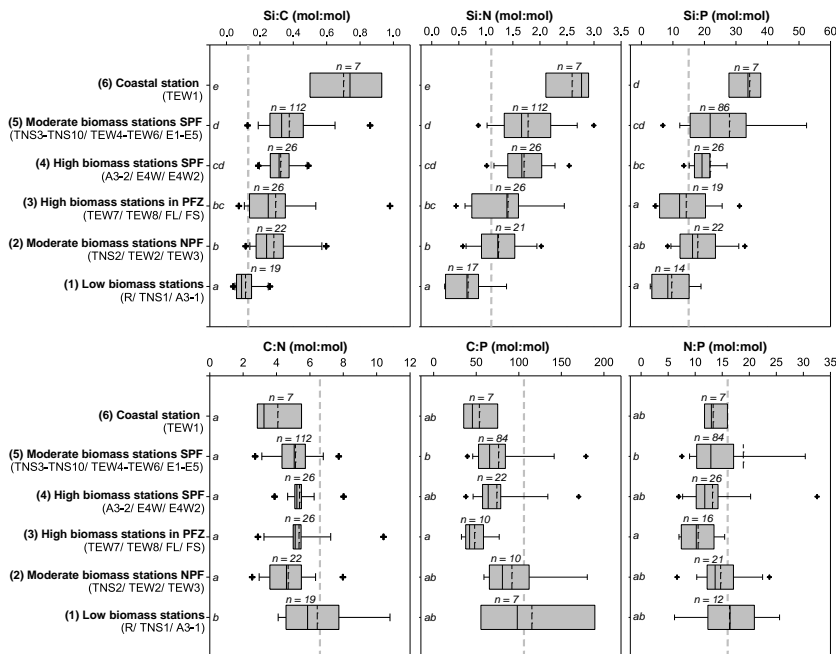 Si:C (mol:mol)
Si:N (mol:mol)
Si:P (mol:mol)
0.0 0.2 0.4 0.6 0.8 1.0
0.0 0.5 1.0 1.5 2.0 2.5 3.0
0 10 20 30 40 50 60
n = 7
n = 7
n = 7
(6) Coastal station
(TEW1)
e
e
d
n = 112
n = 112
n = 86
(5) Moderate biomass stations SPF
(TNS3-TNS10/ TEW4-TEW6/ E1-E5)
d
d
cd
n = 26
n = 26
n = 26
(4) High biomass stations SPF
(A3-2/ E4W/ E4W2)
cd
cd
bc
n = 26
n = 26
n = 19
(3) High biomass stations in PFZ
(TEW7/ TEW8/ FL/ FS)
bc
bc
a
n = 22
n = 21
n = 22
(2) Moderate biomass stations NPF
(TNS2/ TEW2/ TEW3)
b
b
ab
n = 19
n = 17
n = 14
(1) Low biomass stations
(R/ TNS1/ A3-1)
a
a
a
C:N (mol:mol)
C:P (mol:mol)
N:P (mol:mol)
0 2 4 6 8 10 12
0 50 100 150 200
0 5 10 15 20 25 30 35
n = 7
n = 7
n = 7
(6) Coastal station
(TEW1)
a
ab
ab
n = 112
n = 84
n = 84
(5) Moderate biomass stations SPF
(TNS3-TNS10/ TEW4-TEW6/ E1-E5)
a
b
ab
n = 26
n = 22
n = 26
(4) High biomass stations SPF
(A3-2/ E4W/ E4W2)
a
ab
ab
n = 26
n = 10
n = 16
(3) High biomass stations in PFZ
(TEW7/ TEW8/ FL/ FS)
a
a
a
n = 22
n = 10
n = 21
(2) Moderate biomass stations NPF
(TNS2/ TEW2/ TEW3)
a
ab
ab
n = 19
n = 7
n = 12
(1) Low biomass stations
(R/ TNS1/ A3-1)
b
ab
ab